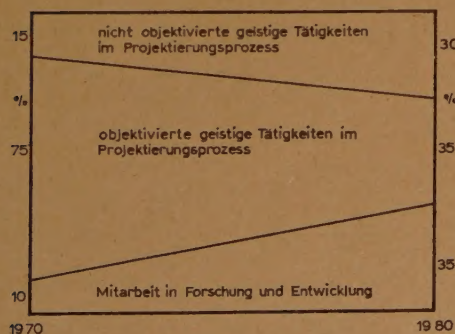 15
nicht objektivierte geistige Tätigkeiten
im Projektierungsprozess
30
%
%
objektivierte geistige Tätigkeiten im
Projektierungsprozess
75
35
35
10
Mitarbeit in Forschung und Entwicklung
1970
1980